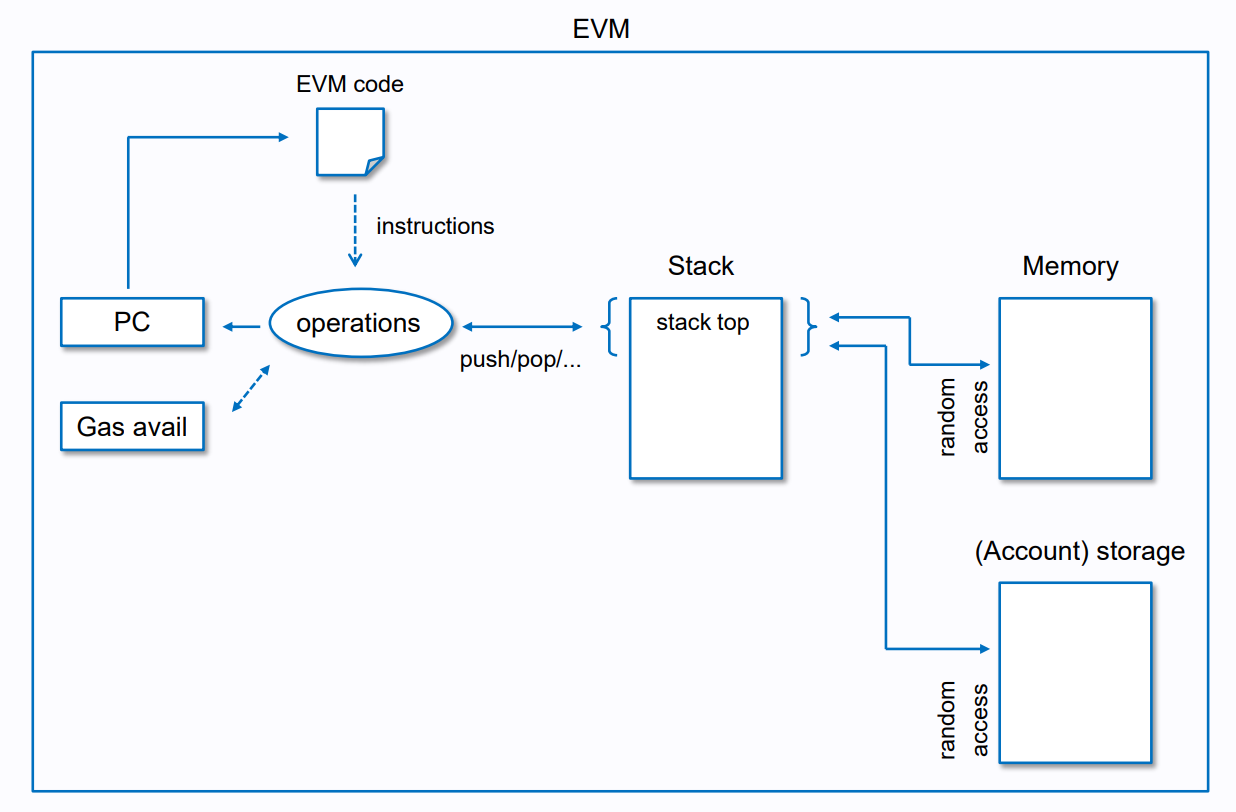 EVM
EVM code
instructions
Stack
Memory
PC
operations
stack top
push/pop/...
random
access
Gas avail
(Account) storage
random
access